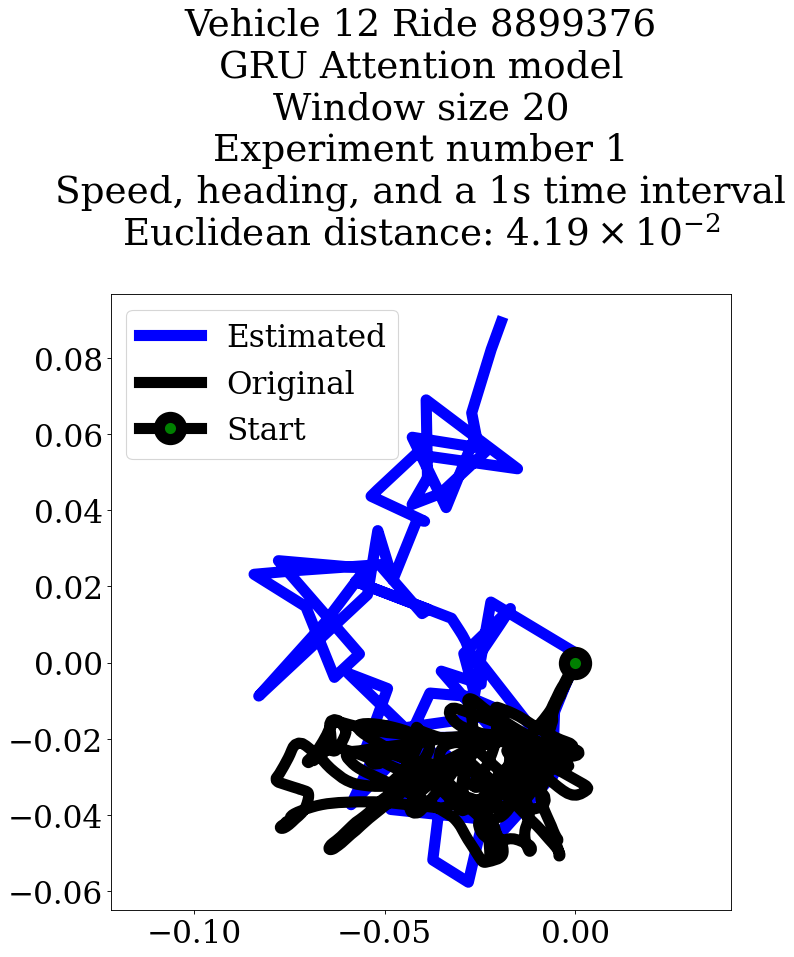 Vehicle 12 Ride 8899376
GRU Attention model
Window size 20
Experiment number 1
Speed, heading, and a 1s time interval
Euclidean distance: 4.19 × 10⁻²
Estimated
Original
Start
0.08
0.06
0.04
0.02
0.00
−0.02
−0.04
−0.06
−0.10
−0.05
0.00